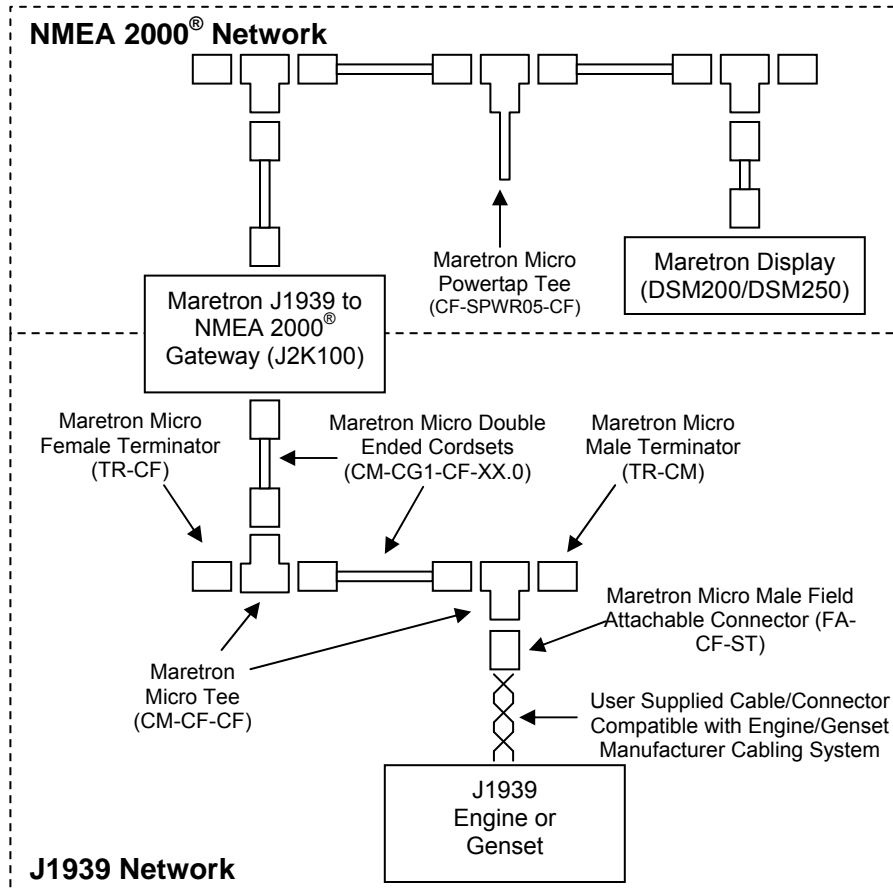 NMEA 2000® Network
Maretron Micro
Powertap Tee
(CF-SPWR05-CF)
Maretron Display
(DSM200/DSM250)
Maretron J1939 to
NMEA 2000®
Gateway (J2K100)
Maretron Micro
Female Terminator
(TR-CF)
Maretron Micro Double
Ended Cordsets
(CM-CG1-CF-XX.0)
Maretron Micro
Male Terminator
(TR-CM)
Maretron Micro Male Field
Attachable Connector (FA-
CF-ST)
Maretron
Micro Tee
(CM-CF-CF)
User Supplied Cable/Connector
Compatible with Engine/Genset
Manufacturer Cabling System
J1939
Engine or
Genset
J1939 Network